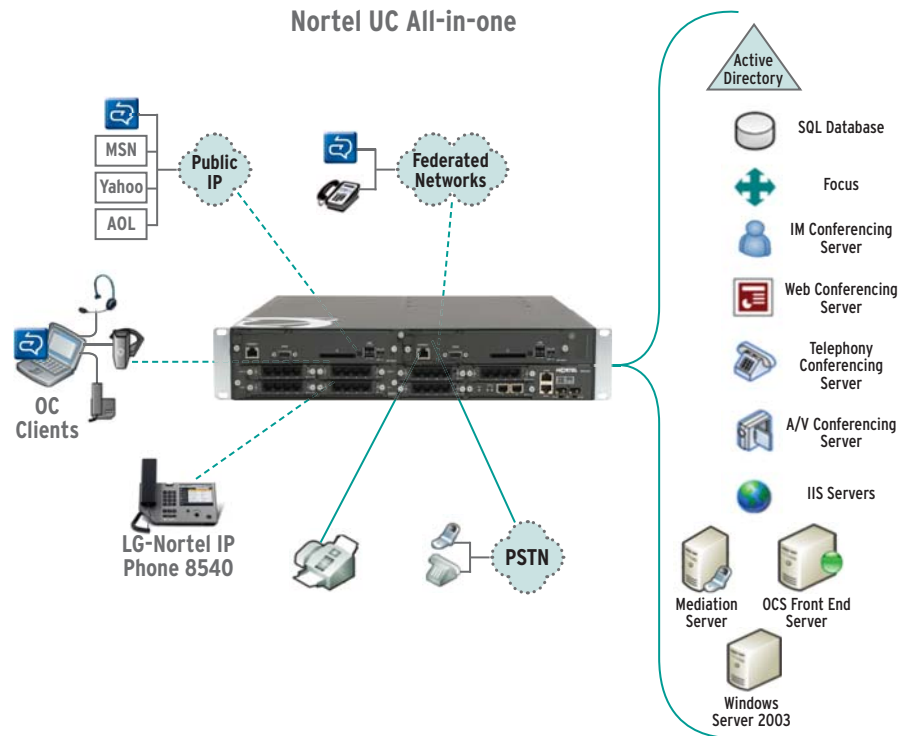 Nortel UC All-in-one
MSN
Yahoo
AOL
Public
IP
Federated
Networks
OC
Clients
NORTEL
LG-Nortel IP
Phone 8540
PSTN
Active
Directory
SQL Database
Focus
IM Conferencing
Server
Web Conferencing
Server
Telephony
Conferencing
Server
A/V Conferencing
Server
IIS Servers
Mediation
Server
OCS Front End
Server
Windows
Server 2003